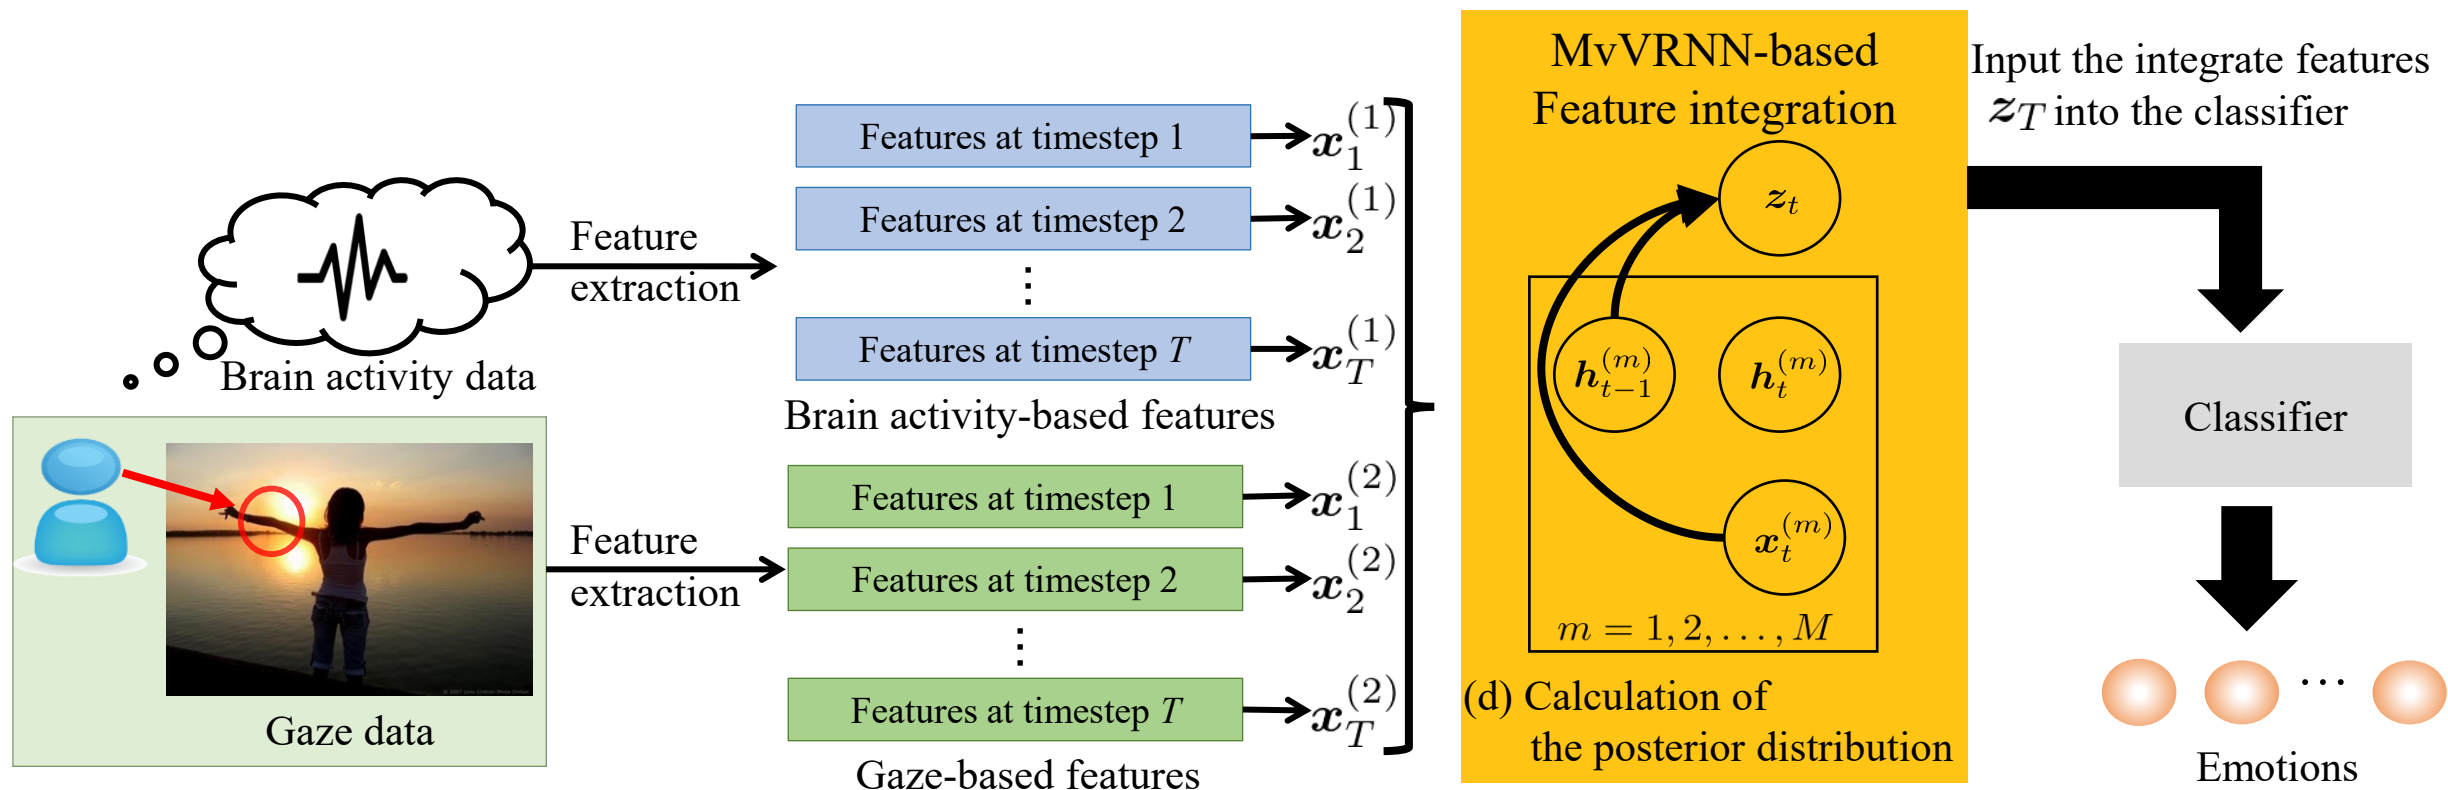 MvVRNN-based
Feature integration
Input the integrate features
z_T into the classifier
Features at timestep 1
x_1^{(1)}
Features at timestep 2
x_2^{(1)}
⋮
Features at timestep T
x_T^{(1)}
Brain activity-based features
Feature
extraction
Brain activity data
Gaze data
Feature
extraction
Features at timestep 1
x_1^{(2)}
Features at timestep 2
x_2^{(2)}
⋮
Features at timestep T
x_T^{(2)}
Gaze-based features
z_t
h_{t-1}^{(m)}
h_t^{(m)}
x_t^{(m)}
m = 1, 2, . . . , M
(d) Calculation of
the posterior distribution
Classifier
…
Emotions